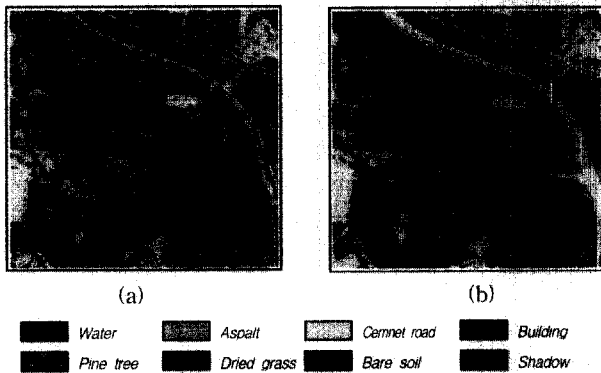 (a) (b)
Water Aspalt Cemnet road Building
Pine tree Dried grass Bare soil Shadow